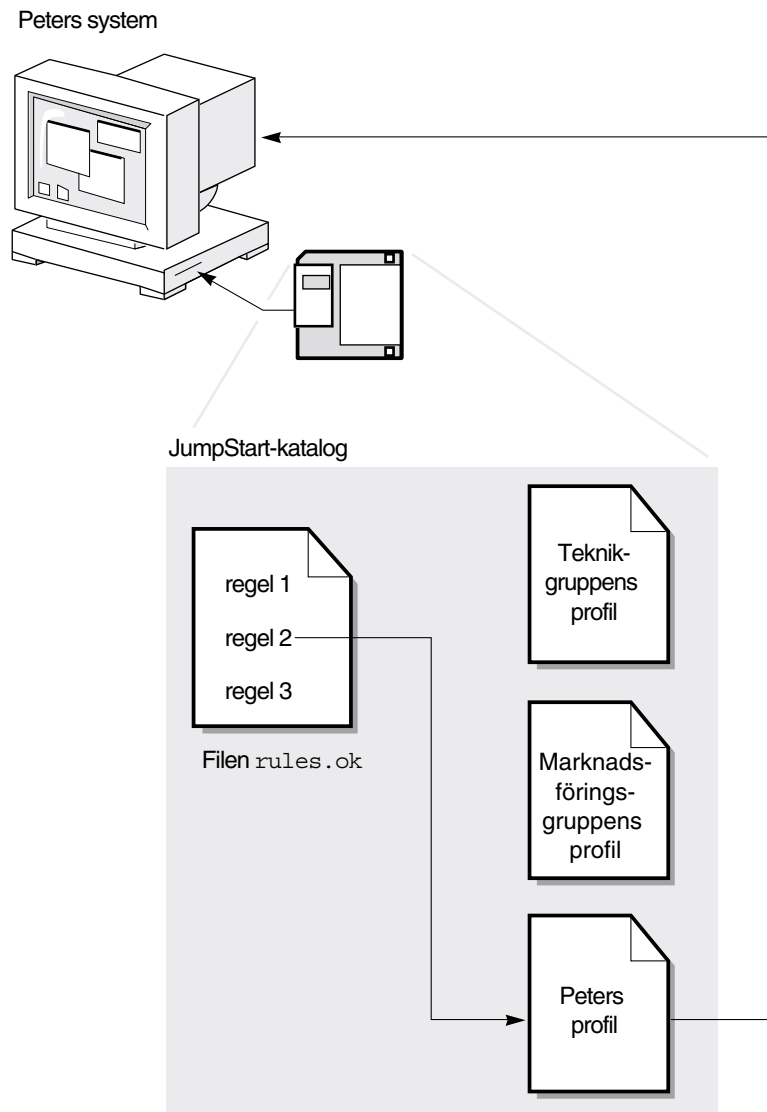 Peters system
JumpStart-katalog
regel 1
regel 2
regel 3
Filen rules.ok
Teknik-
gruppens
profil
Marknads-
förings-
gruppens
profil
Peters
profil